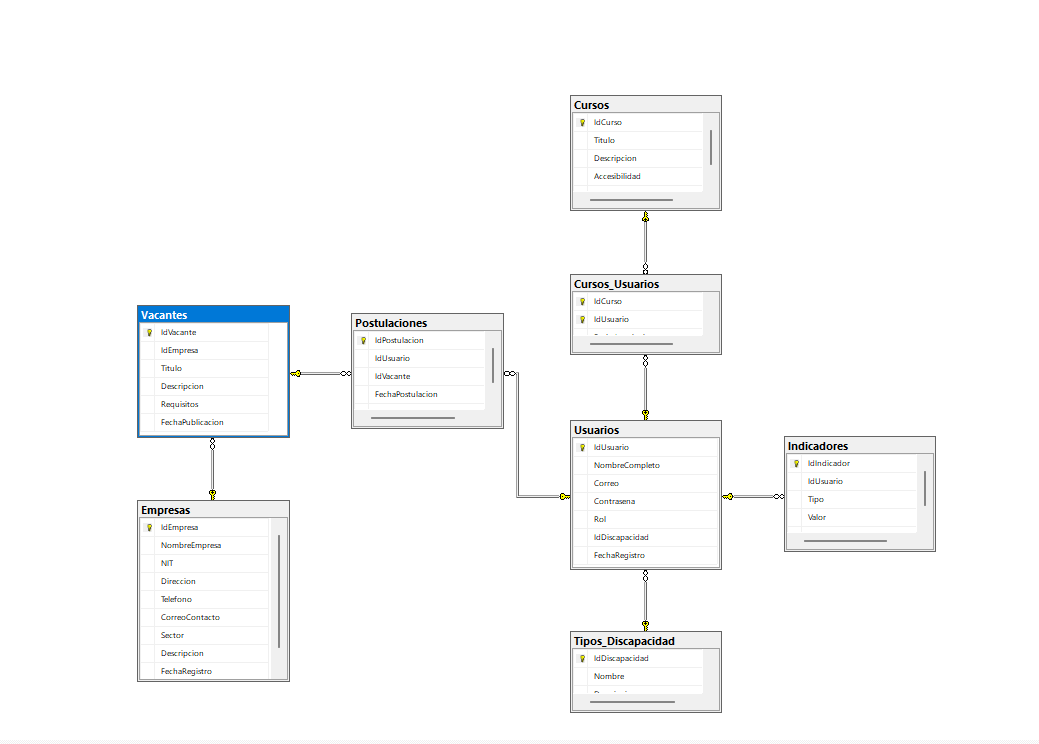 Cursos
IdCurso
Titulo
Descripcion
Accesibilidad
Cursos_Usuarios
IdCurso
IdUsuario
Vacantes
IdVacante
IdEmpresa
Titulo
Descripcion
Requisitos
FechaPublicacion
Postulaciones
IdPostulacion
IdUsuario
IdVacante
FechaPostulacion
Usuarios
IdUsuario
NombreCompleto
Correo
Contrasena
Rol
IdDiscapacidad
FechaRegistro
Indicadores
IdIndicador
IdUsuario
Tipo
Valor
Empresas
IdEmpresa
NombreEmpresa
NIT
Direccion
Telefono
CorreoContacto
Sector
Descripcion
FechaRegistro
Tipos_Discapacidad
IdDiscapacidad
Nombre